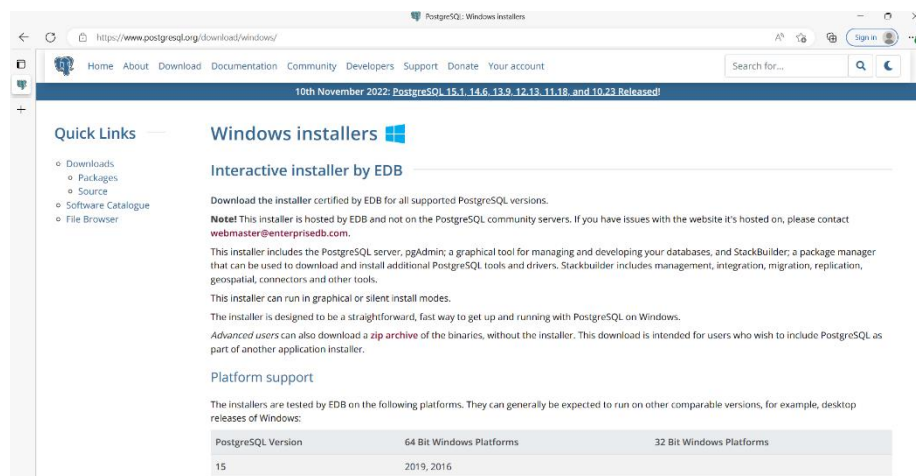 PostgreSQL: Windows installers
https://www.postgresql.org/download/windows/
Sign in
Home About Download Documentation Community Developers Support Donate Your account
Search for...
10th November 2022: PostgreSQL 15.1, 14.6, 13.9, 12.13, 11.18, and 10.23 Released!
Quick Links
Downloads
Packages
Source
Software Catalogue
File Browser
Windows installers
Interactive installer by EDB
Download the installer certified by EDB for all supported PostgreSQL versions.
Note! This installer is hosted by EDB and not on the PostgreSQL community servers. If you have issues with the website it's hosted on, please contact
webmaster@enterprisedb.com.
This installer includes the PostgreSQL server, pgAdmin; a graphical tool for managing and developing your databases, and StackBuilder; a package manager
that can be used to download and install additional PostgreSQL tools and drivers. Stackbuilder includes management, integration, migration, replication,
geospatial, connectors and other tools.
This installer can run in graphical or silent install modes.
The installer is designed to be a straightforward, fast way to get up and running with PostgreSQL on Windows.
Advanced users can also download a zip archive of the binaries, without the installer. This download is intended for users who wish to include PostgreSQL as
part of another application installer.
Platform support
The installers are tested by EDB on the following platforms. They can generally be expected to run on other comparable versions, for example, desktop
releases of Windows:
PostgreSQL Version 64 Bit Windows Platforms 32 Bit Windows Platforms
15 2019, 2016